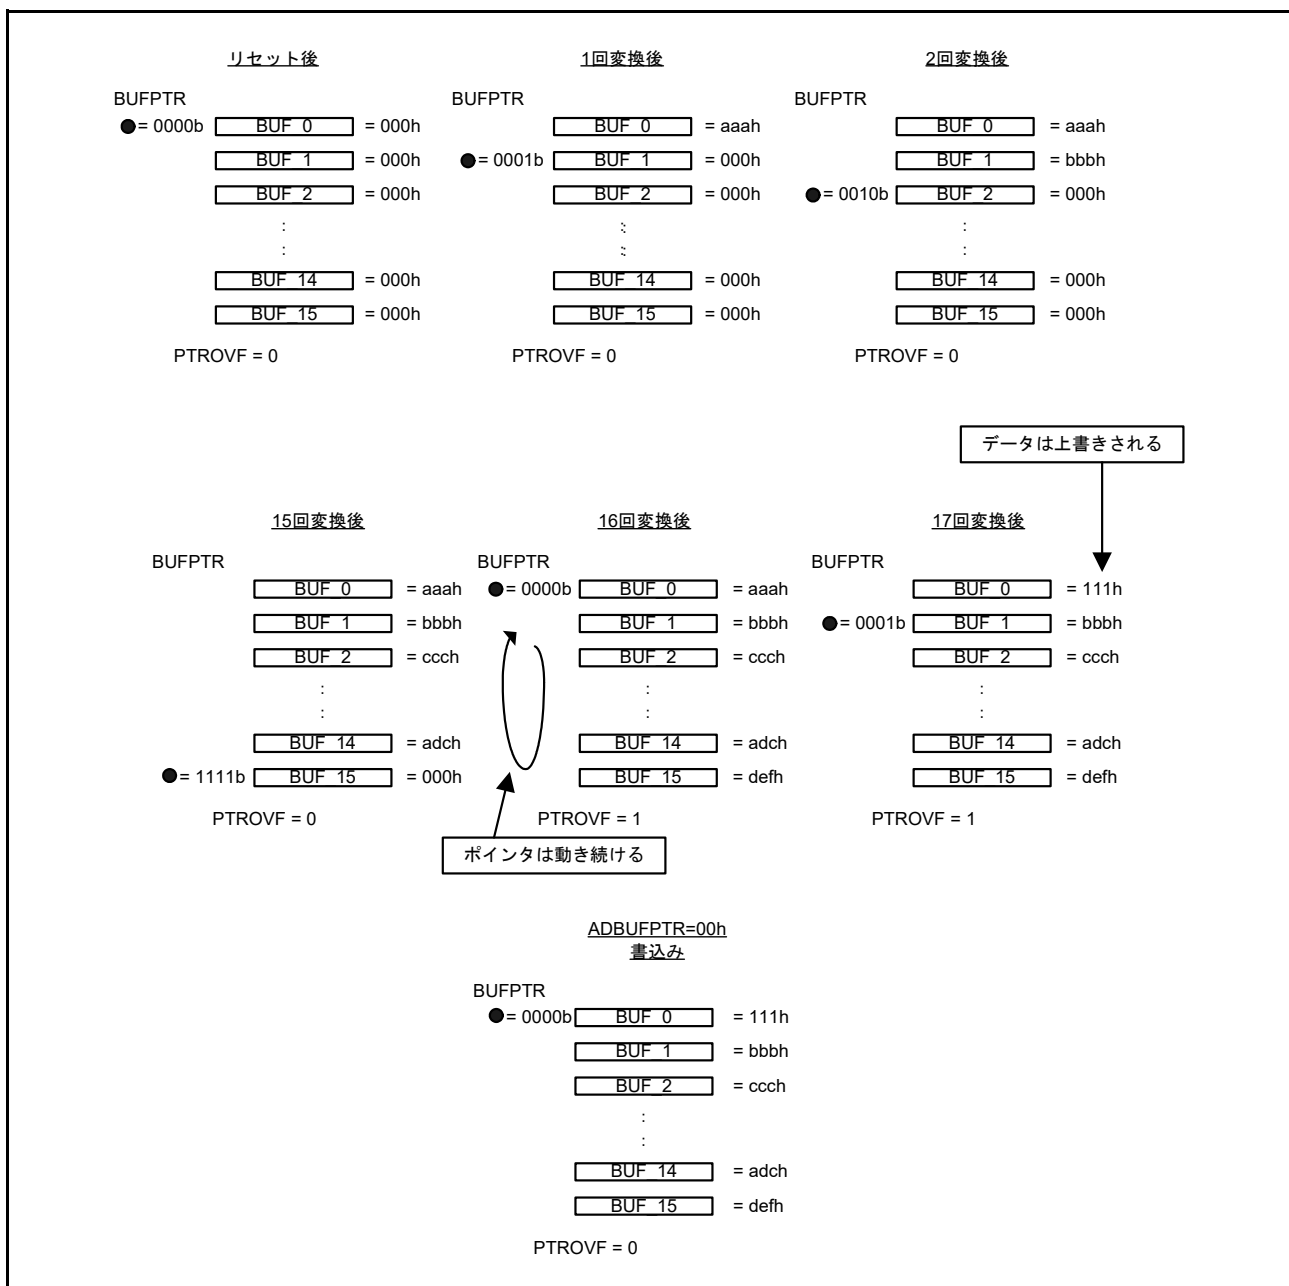 リセット後
BUFPTR
●= 0000b BUF_0 = 000h
BUF_1 = 000h
BUF_2 = 000h
:
:
BUF_14 = 000h
BUF_15 = 000h
PTROVF = 0
1回変換後
BUFPTR
BUF_0 = aaah
●= 0001b BUF_1 = 000h
BUF_2 = 000h
:
:
BUF_14 = 000h
BUF_15 = 000h
PTROVF = 0
2回変換後
BUFPTR
BUF_0 = aaah
BUF_1 = bbbh
●= 0010b BUF_2 = 000h
:
:
BUF_14 = 000h
BUF_15 = 000h
PTROVF = 0
15回変換後
BUFPTR
BUF_0 = aaah
BUF_1 = bbbh
BUF_2 = ccch
:
:
BUF_14 = adch
●= 1111b BUF_15 = 000h
PTROVF = 0
16回変換後
BUFPTR
●= 0000b BUF_0 = aaah
BUF_1 = bbbh
BUF_2 = ccch
:
:
BUF_14 = adch
BUF_15 = defh
PTROVF = 1
ポインタは動き続ける
データは上書きされる
17回変換後
BUFPTR
BUF_0 = 111h
●= 0001b BUF_1 = bbbh
BUF_2 = ccch
:
:
BUF_14 = adch
BUF_15 = defh
PTROVF = 1
ADBUFPTR=00h
書込み
BUFPTR
●= 0000b BUF_0 = 111h
BUF_1 = bbbh
BUF_2 = ccch
:
:
BUF_14 = adch
BUF_15 = defh
PTROVF = 0